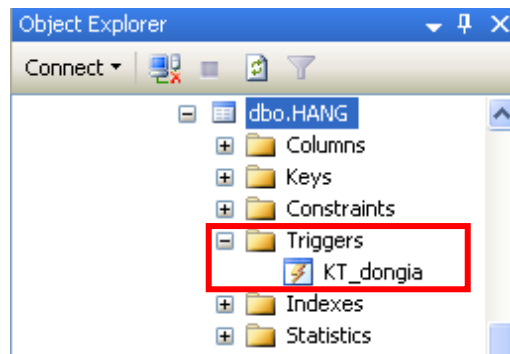 Object Explorer
Connect
dbo.HANG
Columns
Keys
Constraints
Triggers
KT_dongia
Indexes
Statistics